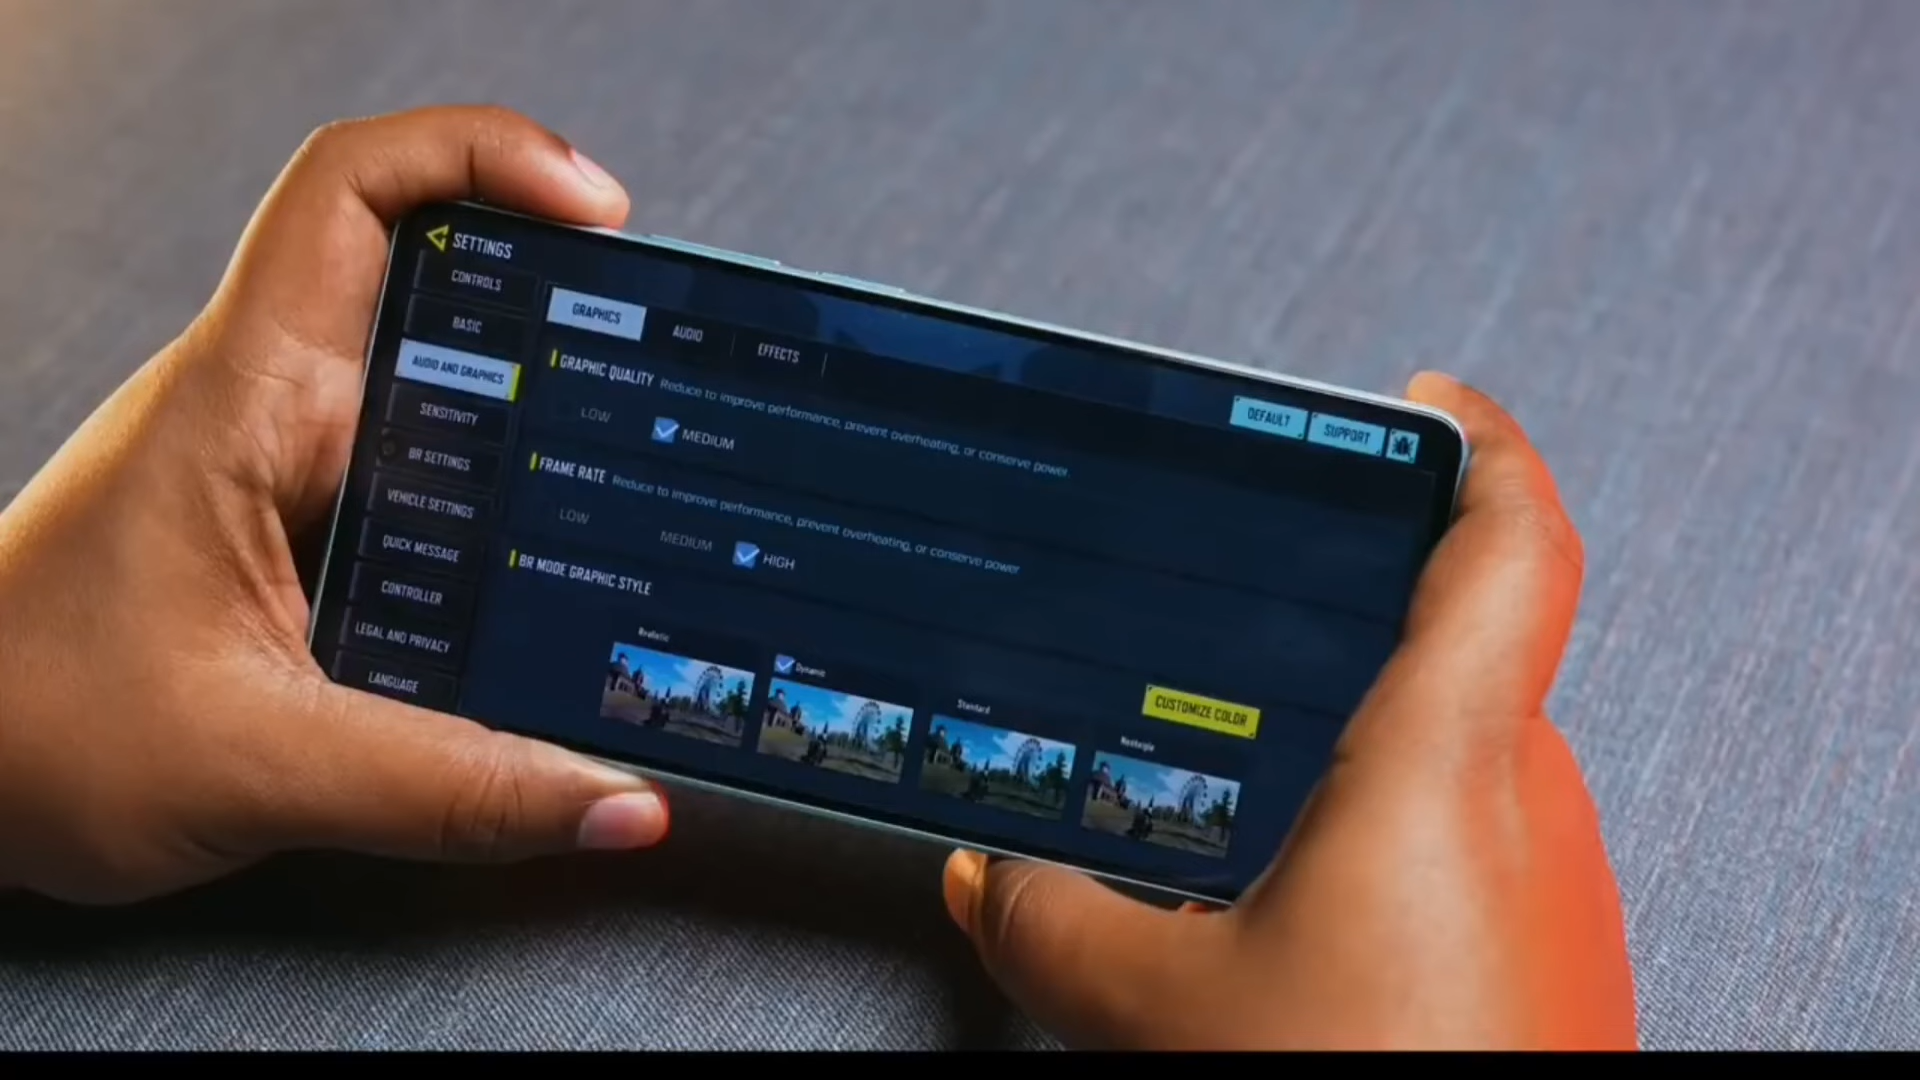 SETTINGS
CONTROLS
BASIC
AUDIO AND GRAPHICS
SENSITIVITY
BR SETTINGS
VEHICLE SETTINGS
QUICK MESSAGE
CONTROLLER
LEGAL AND PRIVACY
LANGUAGE
GRAPHICS
AUDIO
EFFECTS
DEFAULT
SUPPORT
GRAPHIC QUALITY Reduce to improve performance, prevent overheating, or conserve power.
LOW
MEDIUM
FRAME RATE Reduce to improve performance, prevent overheating, or conserve power
LOW
MEDIUM
HIGH
BR MODE GRAPHIC STYLE
CUSTOMIZE COLOR
Realistic
Dynamic
Standard
Nostalgic